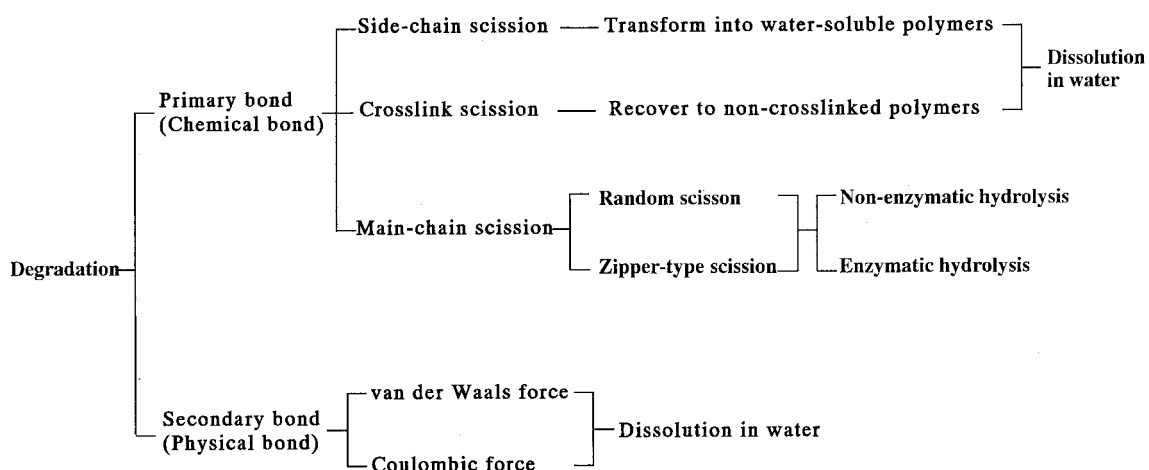 Side-chain scission
Transform into water-soluble polymers
Dissolution
in water
Primary bond
(Chemical bond)
Crosslink scission
Recover to non-crosslinked polymers
Random scisson
Non-enzymatic hydrolysis
Main-chain scission
Degradation
Zipper-type scission
Enzymatic hydrolysis
van der Waals force
Secondary bond
(Physical bond)
Dissolution in water
Coulombic force